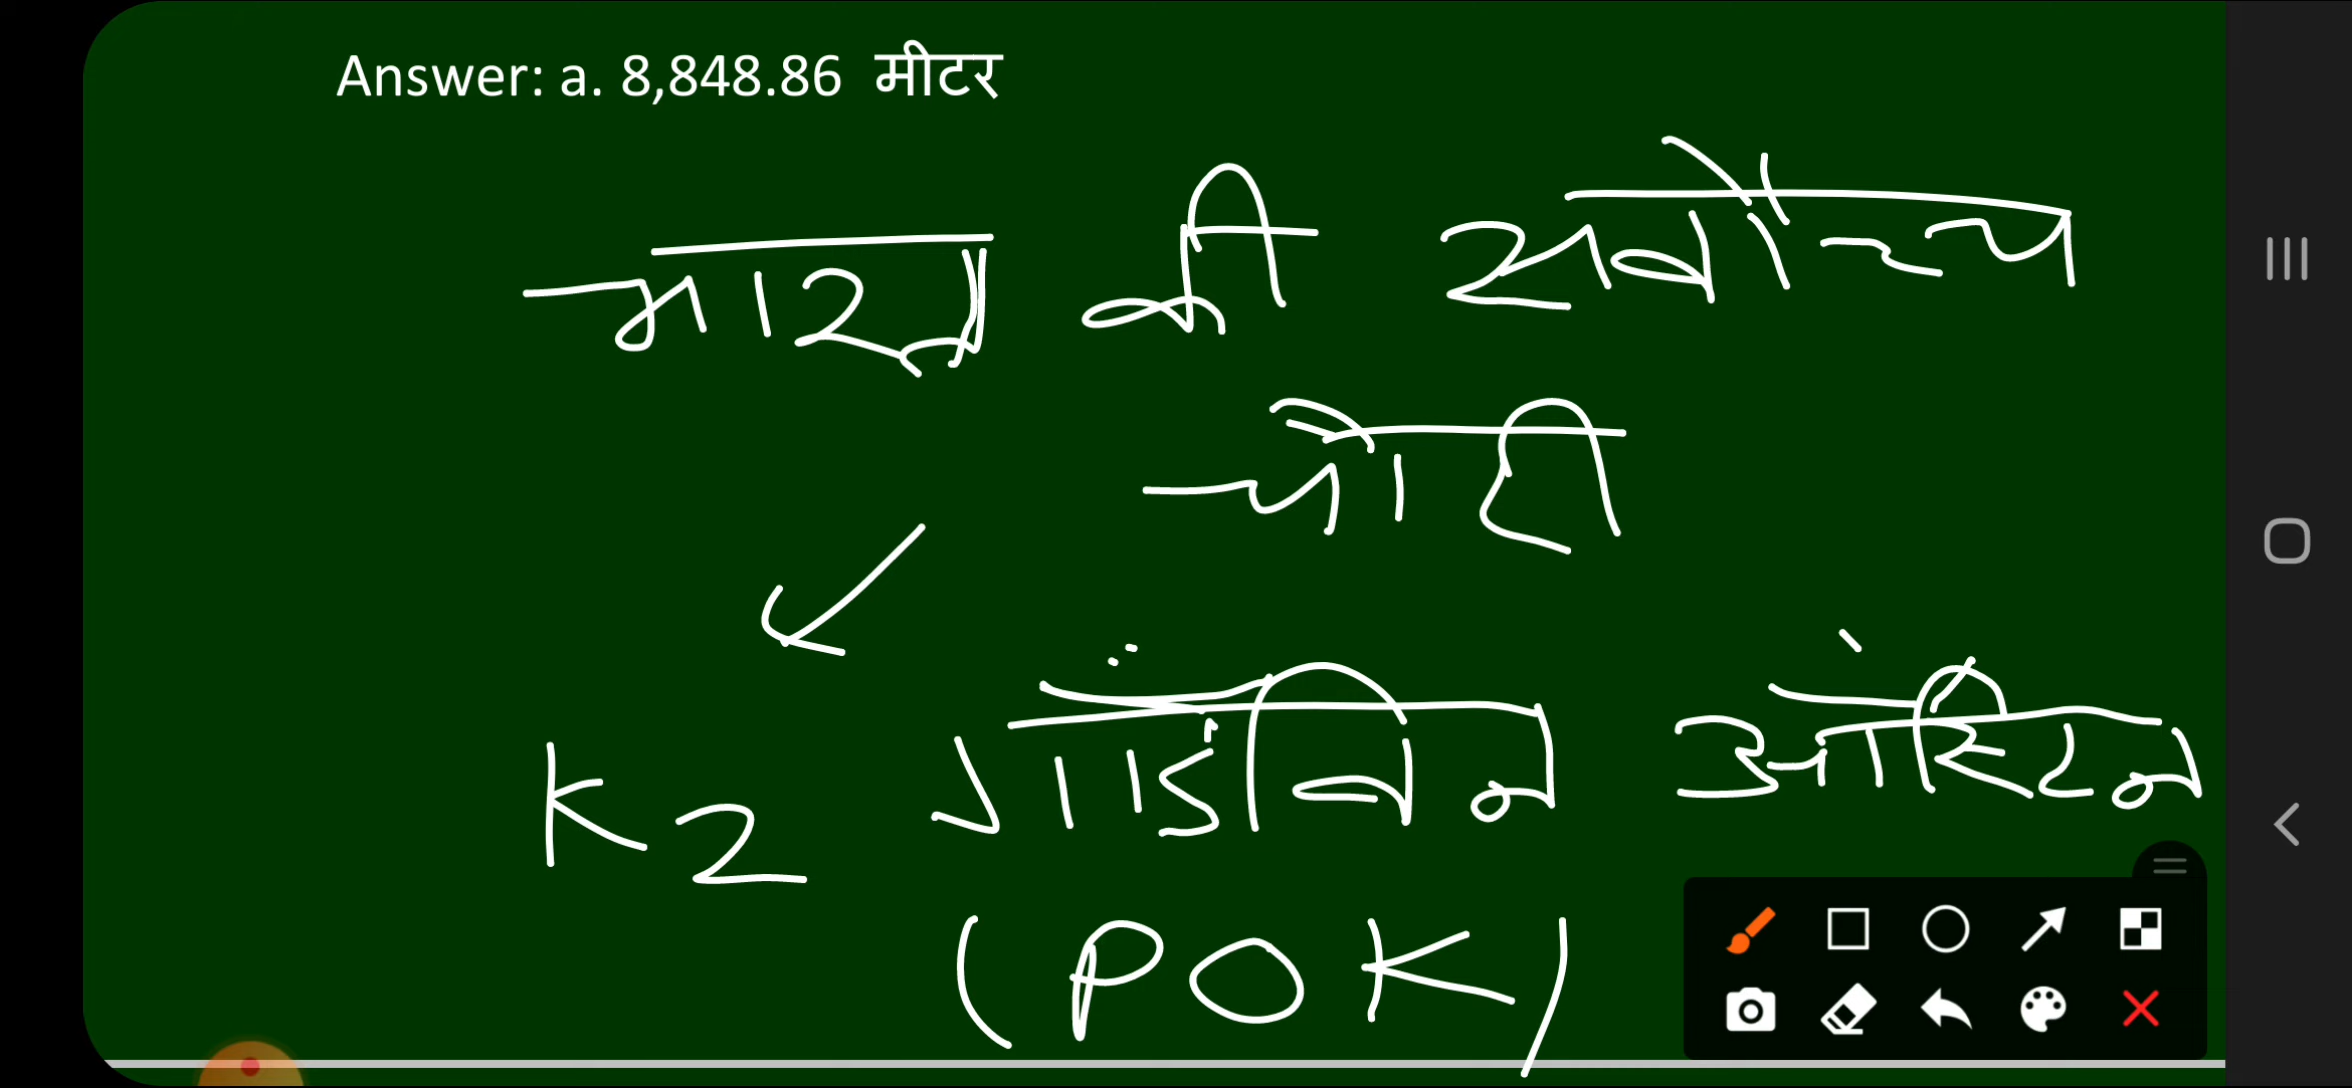 Answer: a. 8,848.86 मीटर
भारत की सर्वोच्च
चोटी
K2 गॉडविन ऑस्टिन
(POK)